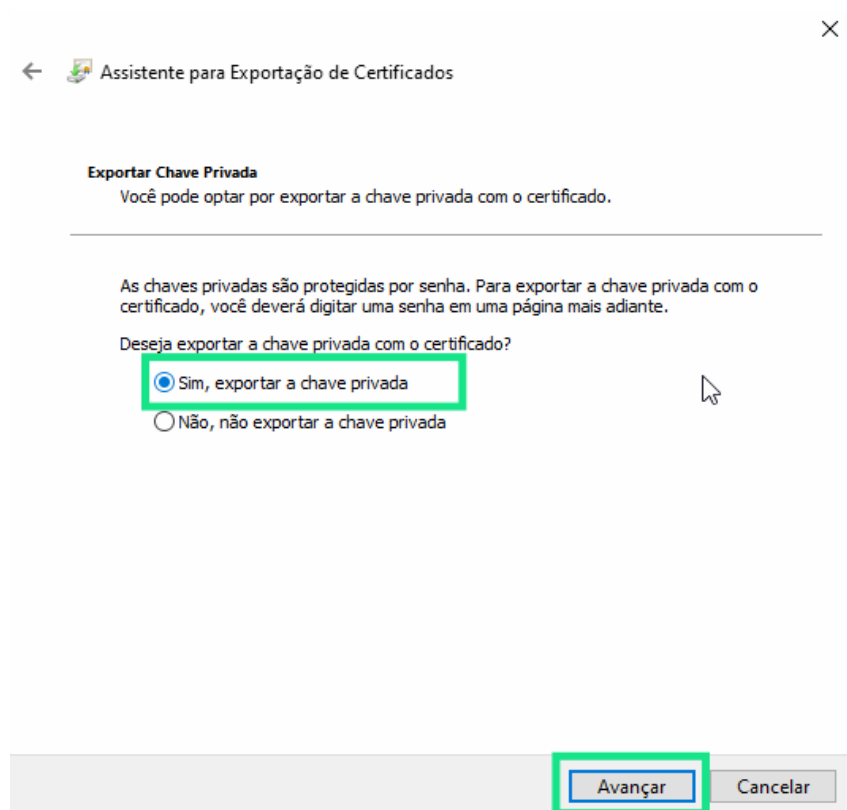 Assistente para Exportação de Certificados
Exportar Chave Privada
Você pode optar por exportar a chave privada com o certificado.
As chaves privadas são protegidas por senha. Para exportar a chave privada com o
certificado, você deverá digitar uma senha em uma página mais adiante.
Deseja exportar a chave privada com o certificado?
Sim, exportar a chave privada
Não, não exportar a chave privada
Avançar
Cancelar